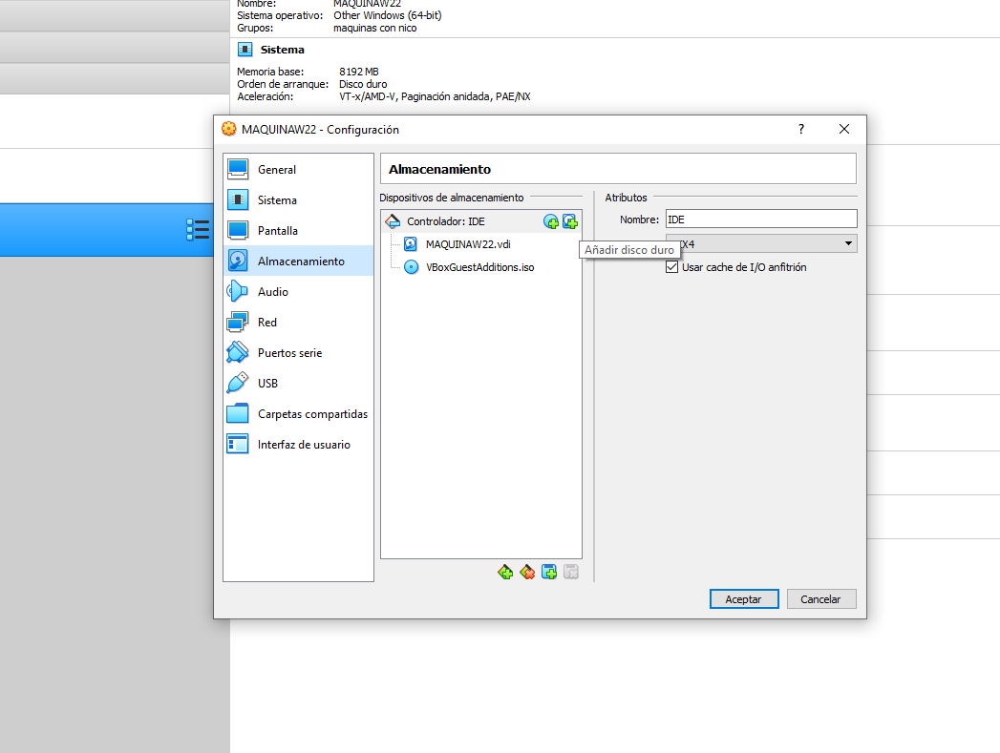 Nombre: MAQUINAW22
Sistema operativo: Other Windows (64-bit)
Grupos: maquinas con nico
Sistema
Memoria base: 8192 MB
Orden de arranque: Disco duro
Aceleración: VT-x/AMD-V, Paginación anidada, PAE/NX
MAQUINAW22 - Configuración
?
General
Sistema
Pantalla
Almacenamiento
Audio
Red
Puertos serie
USB
Carpetas compartidas
Interfaz de usuario
Almacenamiento
Dispositivos de almacenamiento
Controlador: IDE
MAQUINAW22.vdi
VBoxGuestAdditions.iso
Atributos
Nombre: IDE
X4
Añadir disco duro
Usar cache de I/O anfitrión
Aceptar
Cancelar